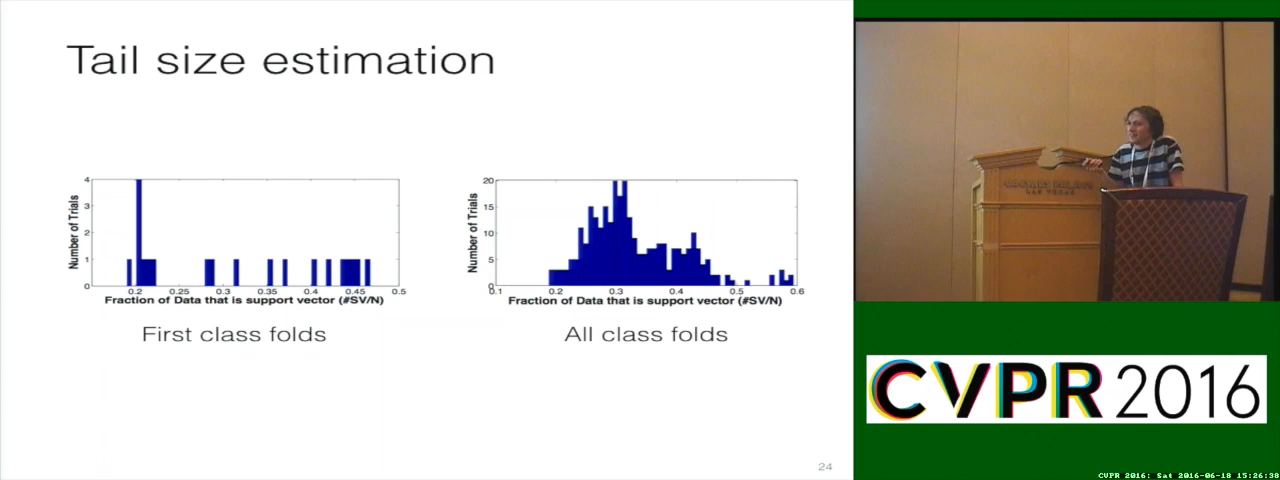 Tail size estimation
Number of Trials
4
3
2
1
0
0.2 0.25 0.3 0.35 0.4 0.45 0.5
Fraction of Data that is support vector (#SV/N)
First class folds
Number of Trials
20
15
10
5
0
0.1 0.2 0.3 0.4 0.5 0.6
Fraction of Data that is support vector (#SV/N)
All class folds
24
LAS VEGAS
CVPR 2016
CVPR 2016: Sat 2016-06-18 15:26:38